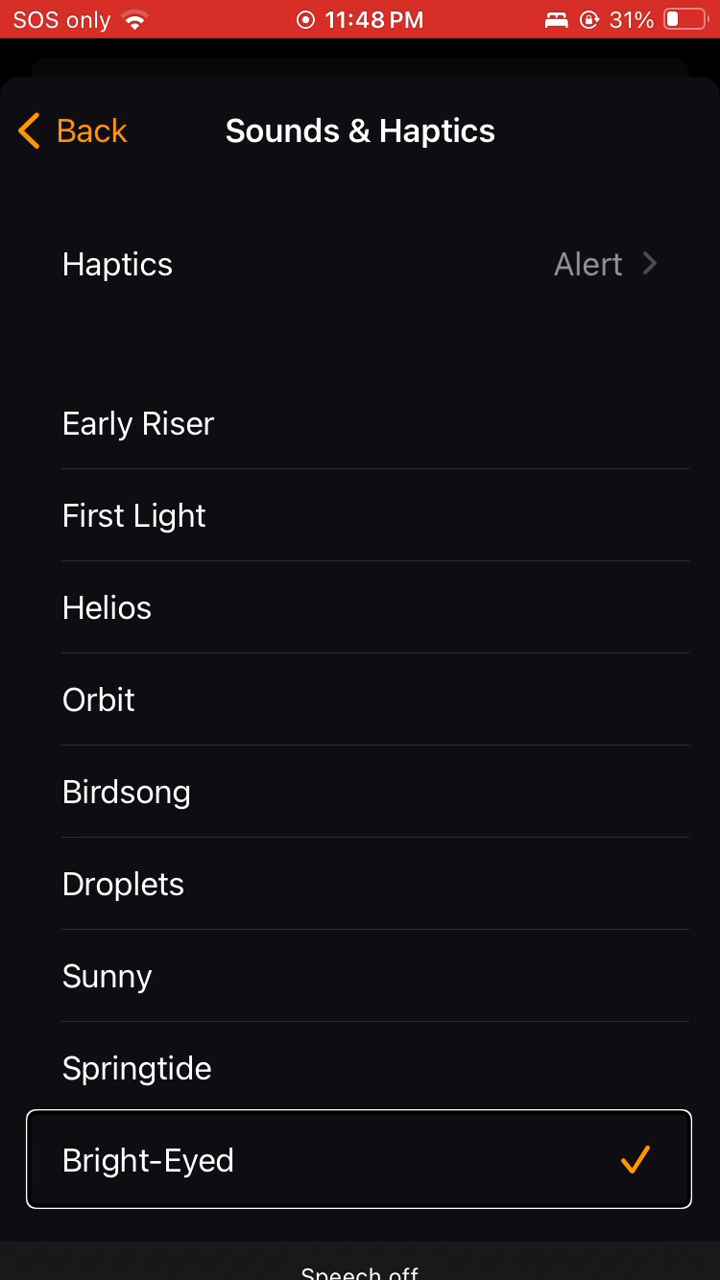 SOS only 11:48 PM 31%
Back Sounds & Haptics
Haptics Alert
Early Riser
First Light
Helios
Orbit
Birdsong
Droplets
Sunny
Springtide
Bright-Eyed
Speech off